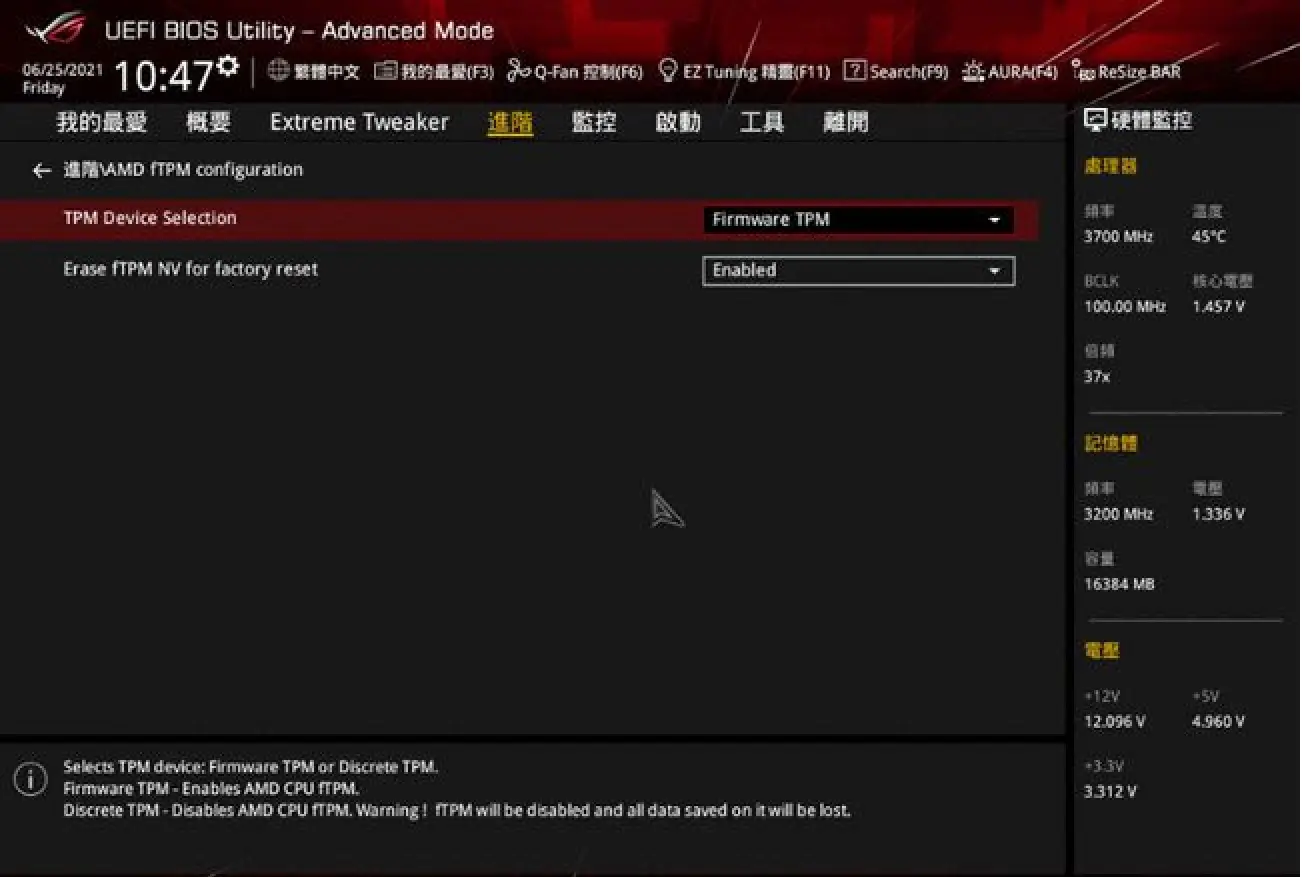 UEFI BIOS Utility – Advanced Mode
06/25/2021
Friday
10:47
繁體中文
我的最愛(F3)
Q-Fan 控制(F6)
EZ Tuning 精靈(F11)
Search(F9)
AURA(F4)
ReSize BAR
我的最愛 概要 Extreme Tweaker 進階 監控 啟動 工具 離開
硬體監控
← 進階\AMD fTPM configuration
TPM Device Selection Firmware TPM
Erase fTPM NV for factory reset Enabled
處理器
頻率 溫度
3700 MHz 45°C
BCLK 核心電壓
100.00 MHz 1.457 V
倍頻
37x
記憶體
頻率 電壓
3200 MHz 1.336 V
容量
16384 MB
電壓
+12V +5V
12.096 V 4.960 V
+3.3V
3.312 V
Selects TPM device: Firmware TPM or Discrete TPM.
Firmware TPM - Enables AMD CPU fTPM.
Discrete TPM - Disables AMD CPU fTPM. Warning ! fTPM will be disabled and all data saved on it will be lost.